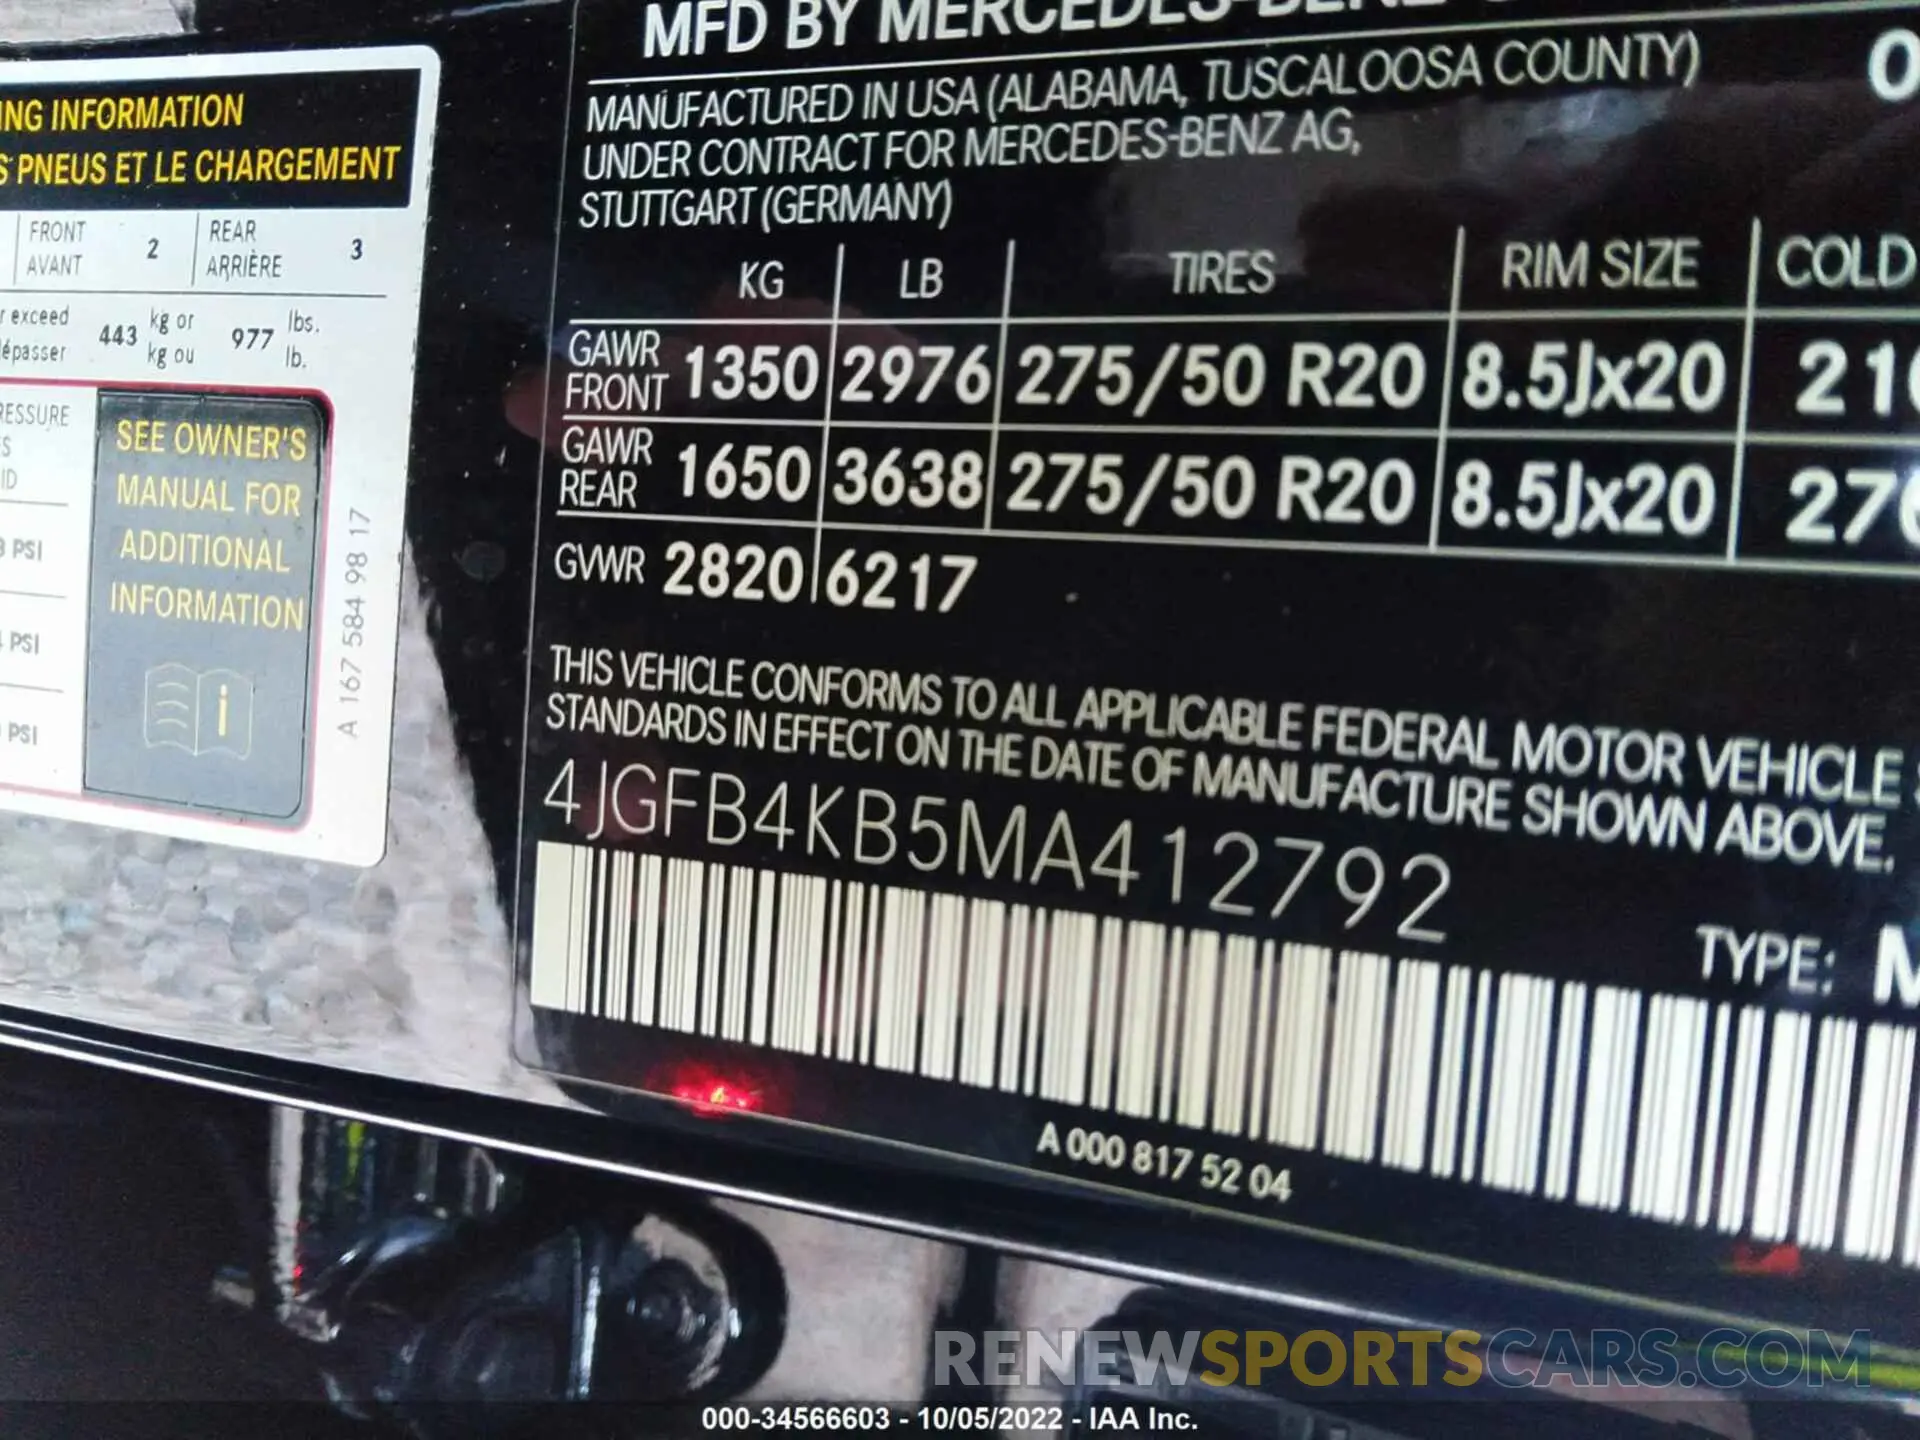 ING INFORMATION
PNEUS ET LE CHARGEMENT
FRONT 2 REAR 3
AVANT ARRIÈRE
exceed 443 kg or 977 lbs.
kg ou lb.
SEE OWNER'S
MANUAL FOR
ADDITIONAL
INFORMATION
PSI
PSI
PSI
A 167 584 98 17
MFD BY MERCEDES-BENZ
MANUFACTURED IN USA (ALABAMA, TUSCALOOSA COUNTY)
UNDER CONTRACT FOR MERCEDES-BENZ AG,
STUTTGART (GERMANY)
KG LB TIRES RIM SIZE COLD
GAWR FRONT 1350 2976 275/50 R20 8.5Jx20
GAWR REAR 1650 3638 275/50 R20 8.5Jx20
GVWR 2820 6217
THIS VEHICLE CONFORMS TO ALL APPLICABLE FEDERAL MOTOR VEHICLE
STANDARDS IN EFFECT ON THE DATE OF MANUFACTURE SHOWN ABOVE.
4JGFB4KB5MA412792
TYPE: M
A 000 817 52 04
RENEWSPORTSCARS.COM
000-34566603 - 10/05/2022 - IAA Inc.